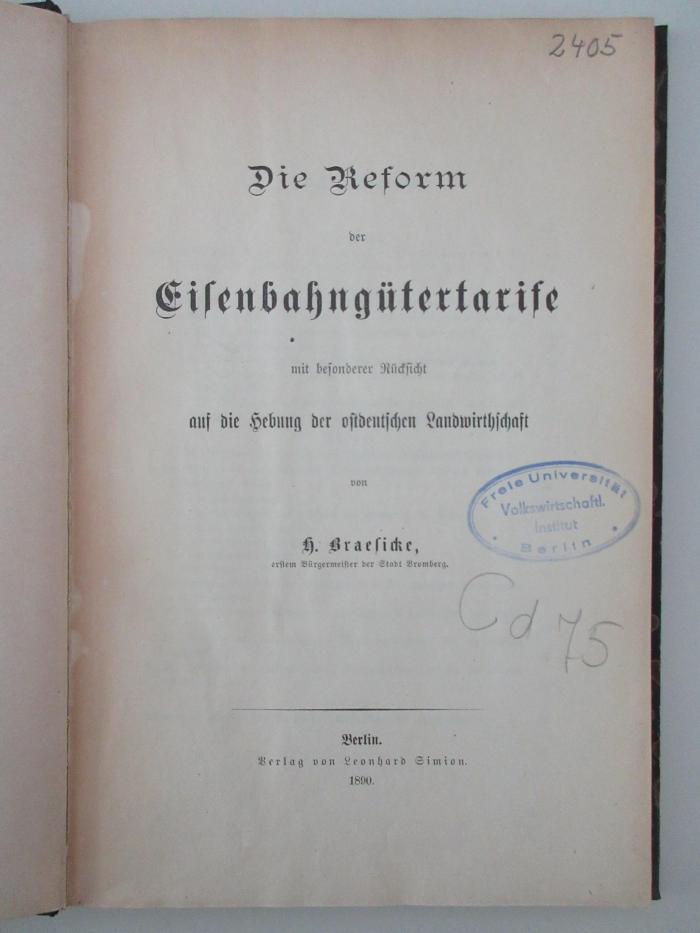 2405
Die Reform
der
Eiſenbahngütertarife
mit beſonderer Rückſicht
auf die Hebung der oſtdeutſchen Landwirthſchaft
von
H. Braeſicke,
erſtem Bürgermeiſter der Stadt Bromberg.
Freie Universität
Volkswirtschaftl.
Institut
Berlin
Cd 75
Berlin.
Verlag von Leonhard Simion.
1890.